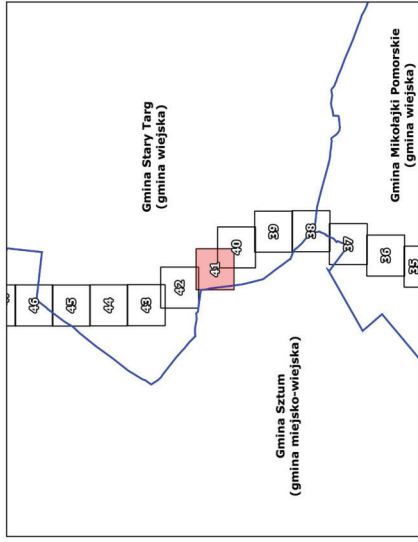 Gmina Stary Targ
(gmina wiejska)
Gmina Mikołajki Pomorskie
(gmina wiejska)
Gmina Sztum
(gmina miejsko-wiejska)
46
45
44
43
42
41
40
39
38
37
36
35